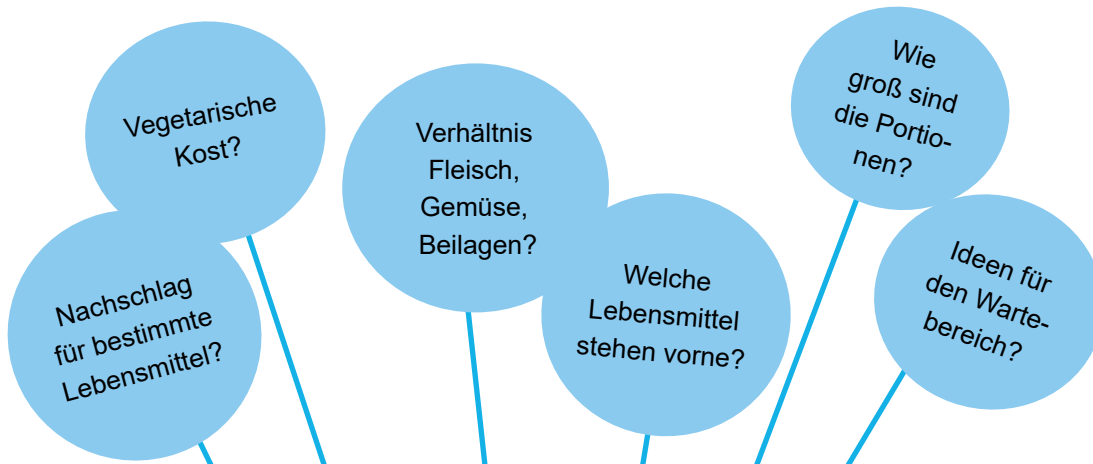 Vegetarische
Kost?
Nachschlag
für bestimmte
Lebensmittel?
Verhältnis
Fleisch,
Gemüse,
Beilagen?
Welche
Lebensmittel
stehen vorne?
Wie
groß sind
die Portio-
nen?
Ideen für
den Warte-
bereich?